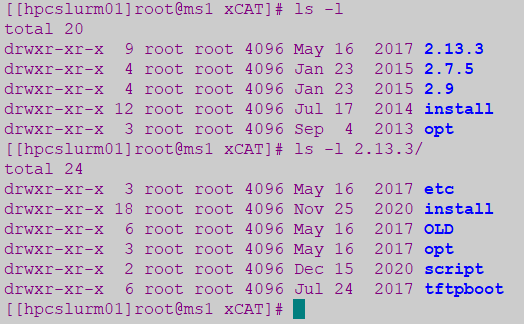 [[hpcslurm01]root@ms1 xCAT]# ls -l
total 20
drwxr-xr-x  9 root root 4096 May 16  2017 2.13.3
drwxr-xr-x  4 root root 4096 Jan 23  2015 2.7.5
drwxr-xr-x  4 root root 4096 Jan 23  2015 2.9
drwxr-xr-x 12 root root 4096 Jul 17  2014 install
drwxr-xr-x  3 root root 4096 Sep  4  2013 opt
[[hpcslurm01]root@ms1 xCAT]# ls -l 2.13.3/
total 24
drwxr-xr-x  3 root root 4096 May 16  2017 etc
drwxr-xr-x 18 root root 4096 Nov 25  2020 install
drwxr-xr-x  6 root root 4096 May 16  2017 OLD
drwxr-xr-x  3 root root 4096 May 16  2017 opt
drwxr-xr-x  2 root root 4096 Dec 15  2020 script
drwxr-xr-x  6 root root 4096 Jul 24  2017 tftpboot
[[hpcslurm01]root@ms1 xCAT]#